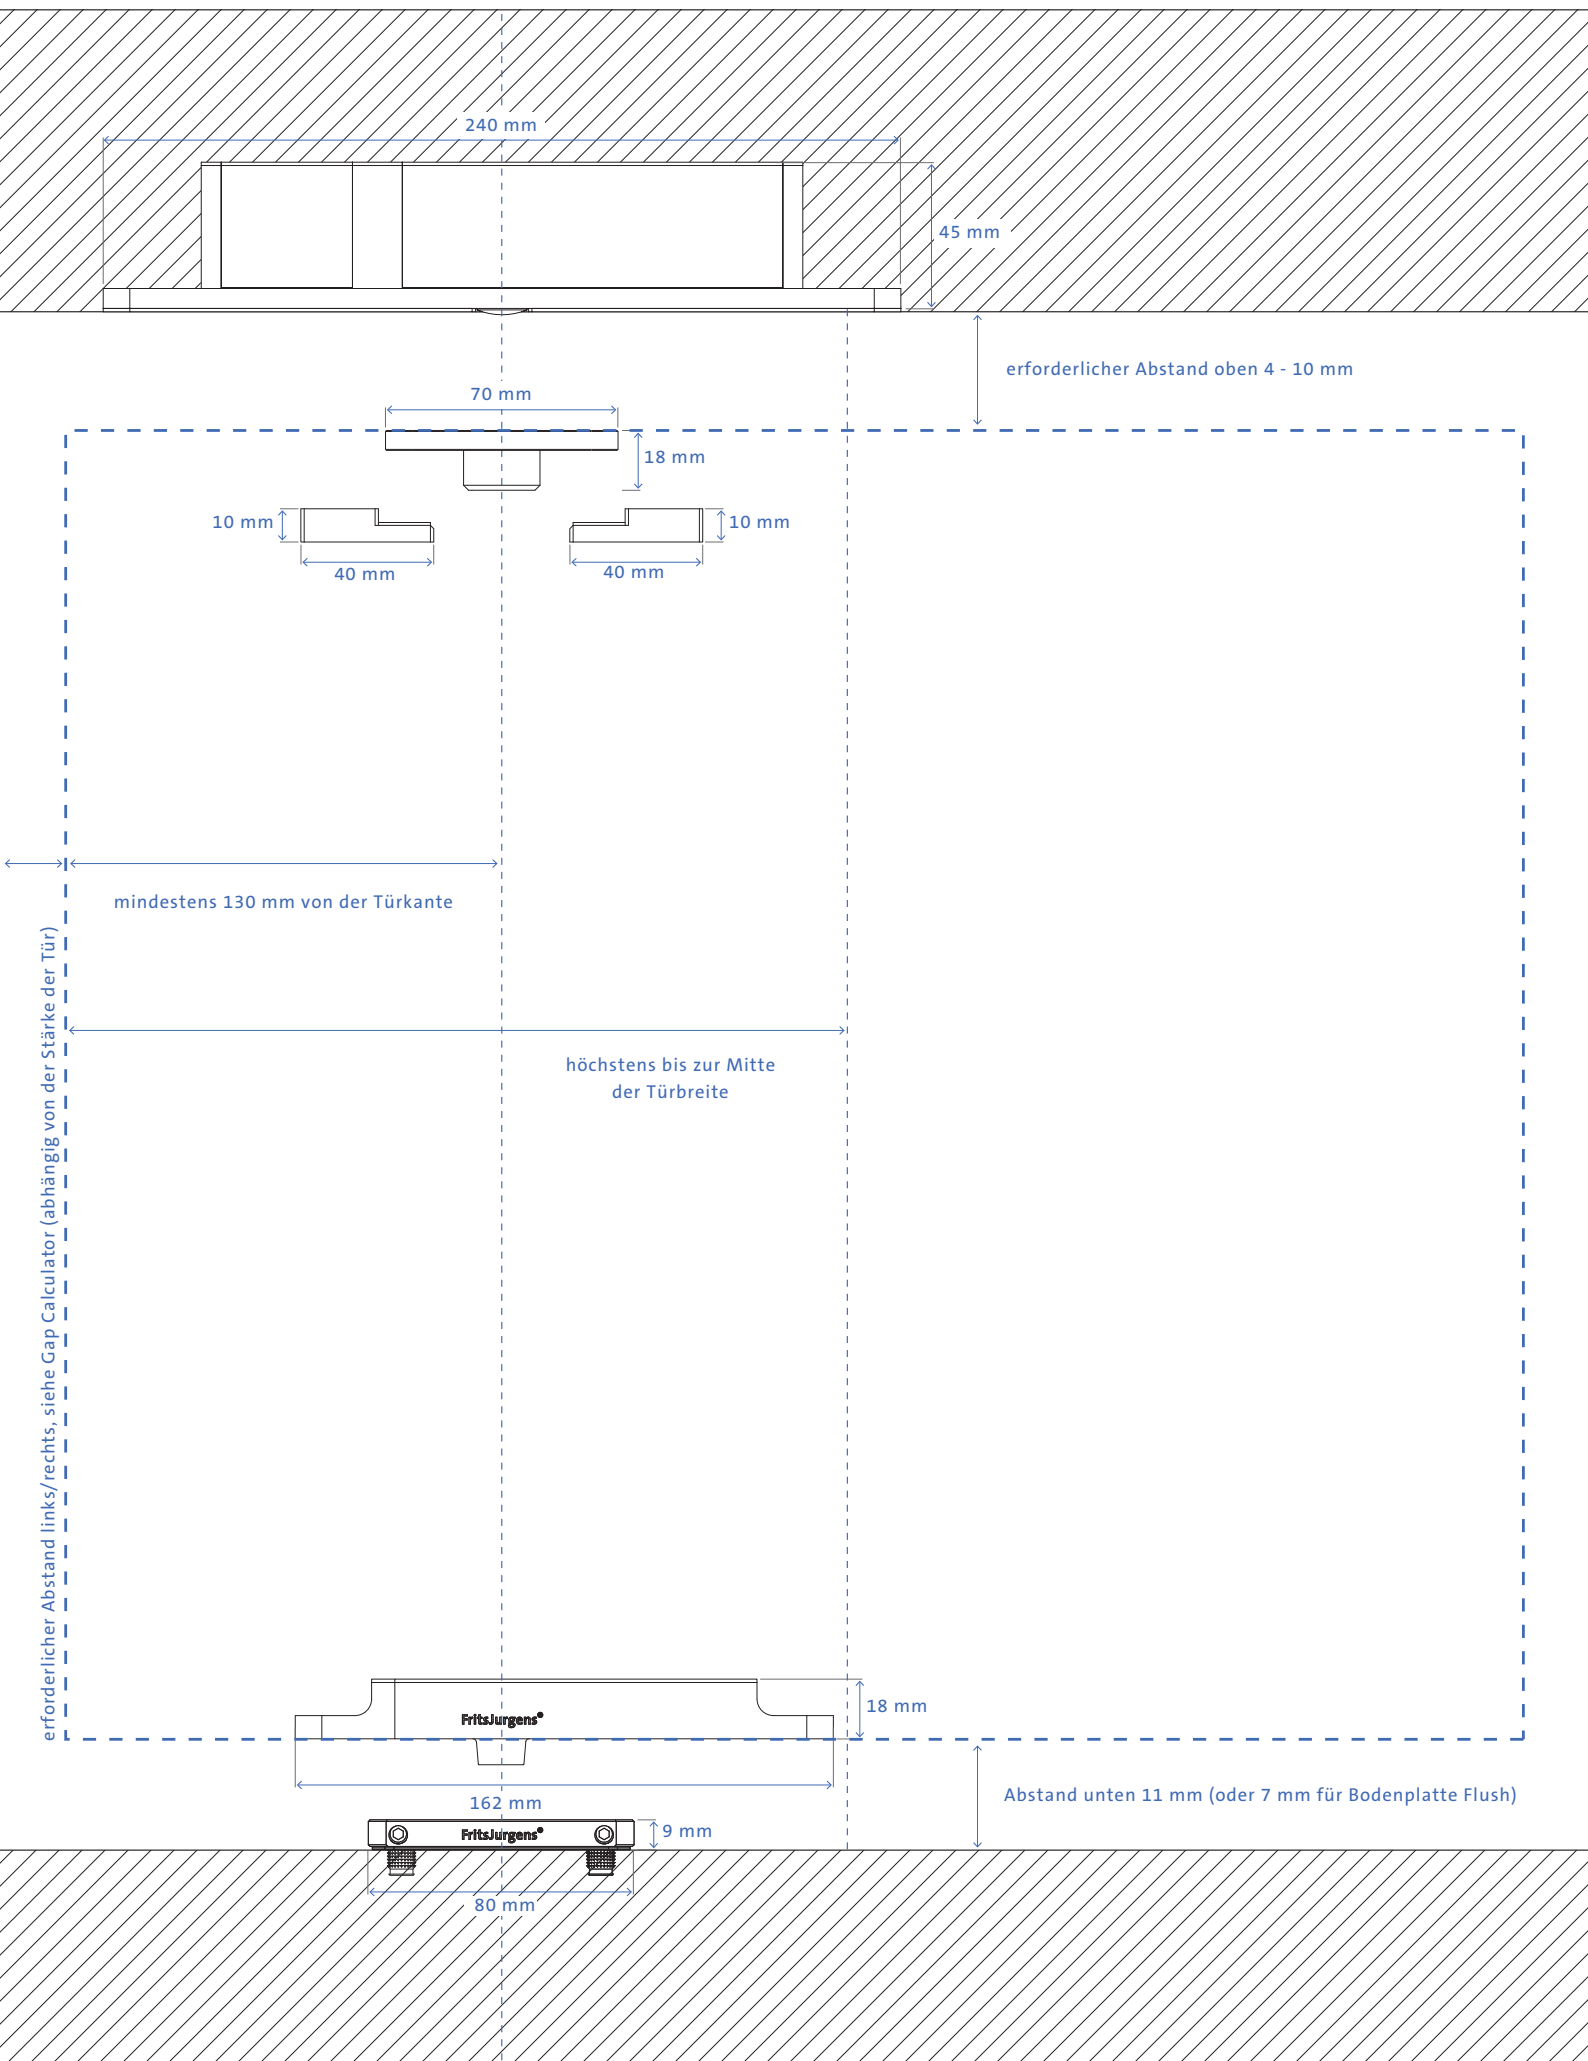 240 mm
45 mm
erforderlicher Abstand oben 4 - 10 mm
70 mm
18 mm
10 mm
10 mm
40 mm
40 mm
mindestens 130 mm von der Türkante
erforderlicher Abstand links/rechts, siehe Gap Calculator (abhängig von der Stärke der Tür)
höchstens bis zur Mitte
der Türbreite
18 mm
FritsJurgens®
Abstand unten 11 mm (oder 7 mm für Bodenplatte Flush)
162 mm
FritsJurgens®
9 mm
80 mm